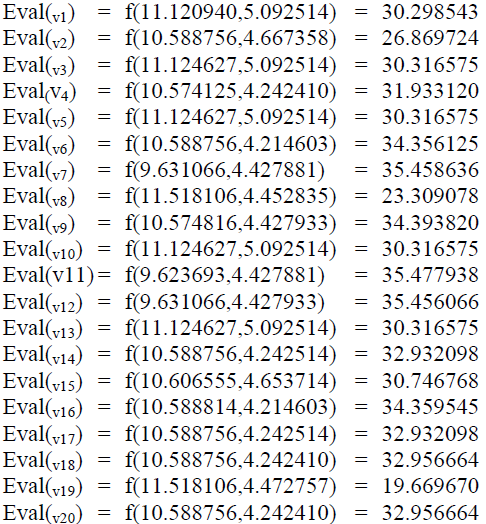 Eval(v1) = f(11.120940,5.092514) = 30.298543
Eval(v2) = f(10.588756,4.667358) = 26.869724
Eval(v3) = f(11.124627,5.092514) = 30.316575
Eval(V4) = f(10.574125,4.242410) = 31.933120
Eval(v5) = f(11.124627,5.092514) = 30.316575
Eval(v6) = f(10.588756,4.214603) = 34.356125
Eval(v7) = f(9.631066,4.427881) = 35.458636
Eval(v8) = f(11.518106,4.452835) = 23.309078
Eval(v9) = f(10.574816,4.427933) = 34.393820
Eval(v10) = f(11.124627,5.092514) = 30.316575
Eval(v11) = f(9.623693,4.427881) = 35.477938
Eval(v12) = f(9.631066,4.427933) = 35.456066
Eval(v13) = f(11.124627,5.092514) = 30.316575
Eval(v14) = f(10.588756,4.242514) = 32.932098
Eval(v15) = f(10.606555,4.653714) = 30.746768
Eval(v16) = f(10.588814,4.214603) = 34.359545
Eval(v17) = f(10.588756,4.242514) = 32.932098
Eval(v18) = f(10.588756,4.242410) = 32.956664
Eval(v19) = f(11.518106,4.472757) = 19.669670
Eval(v20) = f(10.588756,4.242410) = 32.956664